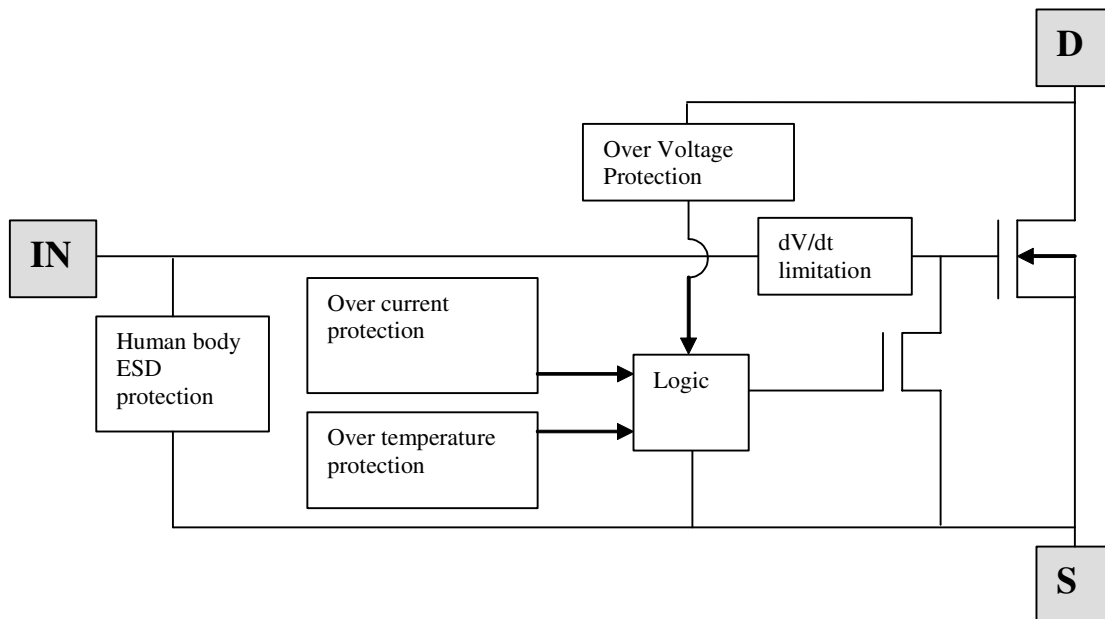 D
Over Voltage
Protection
IN
dV/dt
limitation
Over current
protection
Human body
ESD
protection
Logic
Over temperature
protection
S